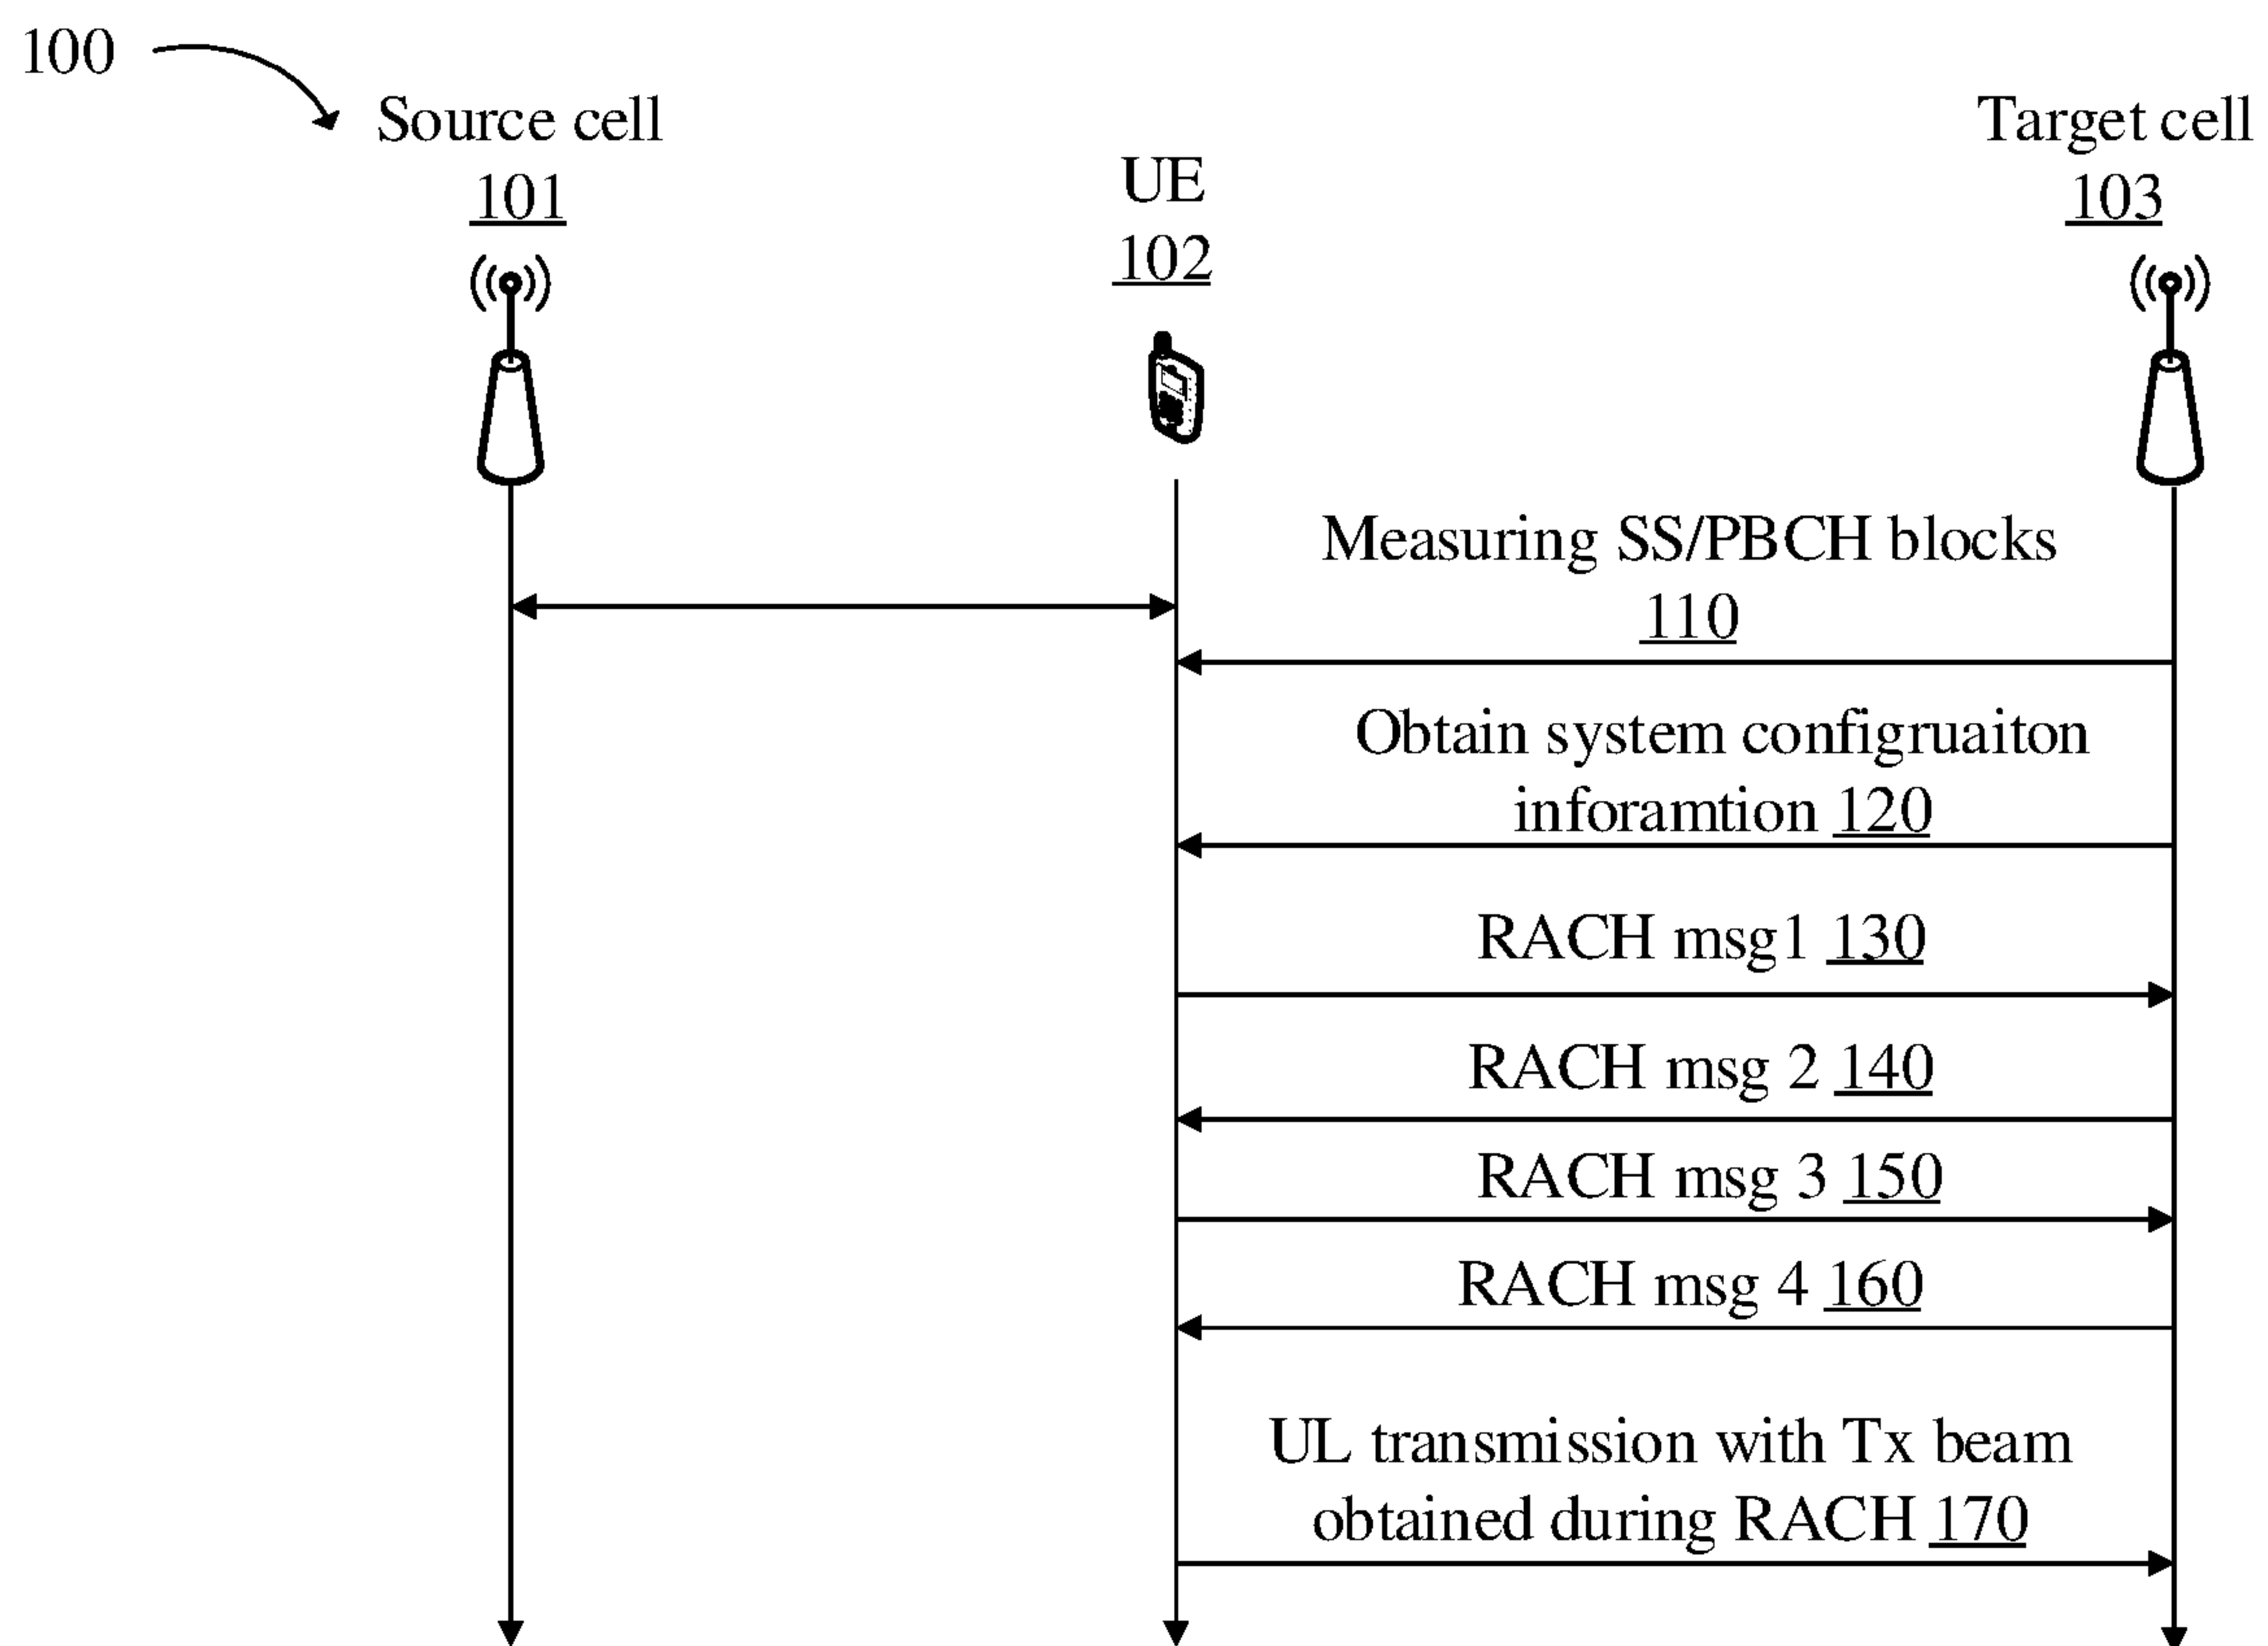 100
Source cell
101
UE
102
Target cell
103
Measuring SS/PBCH blocks
110
Obtain system configruaiton
inforamtion 120
RACH msg1 130
RACH msg 2 140
RACH msg 3 150
RACH msg 4 160
UL transmission with Tx beam
obtained during RACH 170